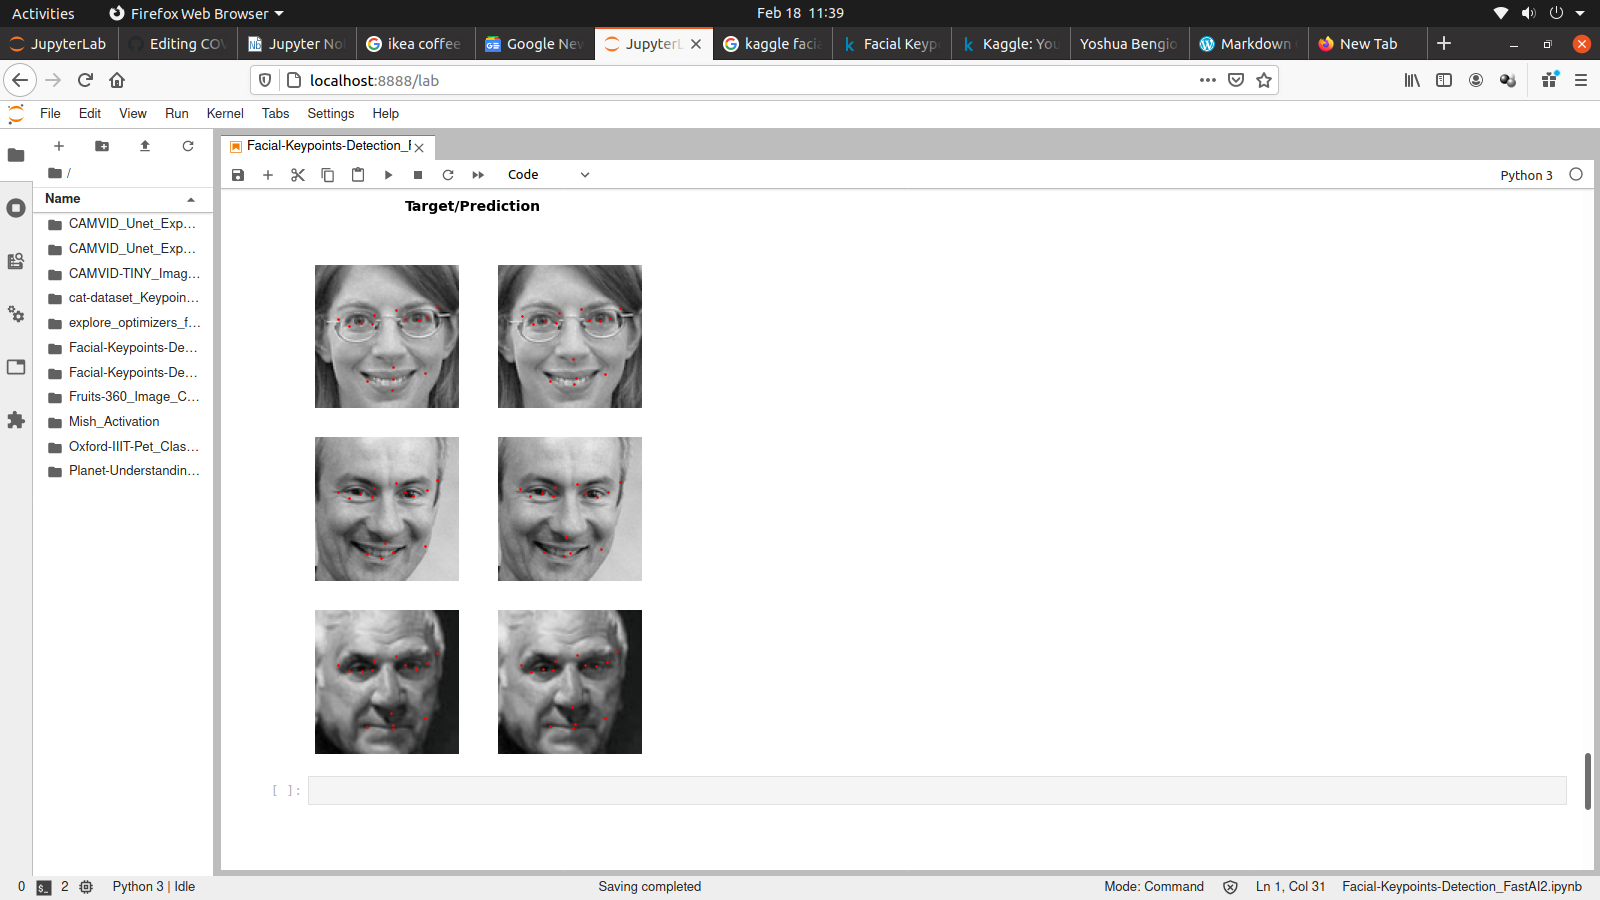 Activities
Firefox Web Browser
Feb 18 11:39
JupyterLab
Editing COV
Jupyter No
ikea coffee
Google New
JupyterL
kaggle facia
Facial Keyp
Kaggle: You
Yoshua Bengio
Markdown
New Tab
localhost:8888/lab
File Edit View Run Kernel Tabs Settings Help
/
Name
CAMVID_Unet_Exp…
CAMVID_Unet_Exp…
CAMVID-TINY_Imag…
cat-dataset_Keypoin…
explore_optimizers_f…
Facial-Keypoints-De…
Facial-Keypoints-De…
Fruits-360_Image_C…
Mish_Activation
Oxford-IIIT-Pet_Clas…
Planet-Understandin…
Facial-Keypoints-Detection_F
Code
Python 3
Target/Prediction
[ ]:
0
2
Python 3 | Idle
Saving completed
Mode: Command
Ln 1, Col 31
Facial-Keypoints-Detection_FastAI2.ipynb